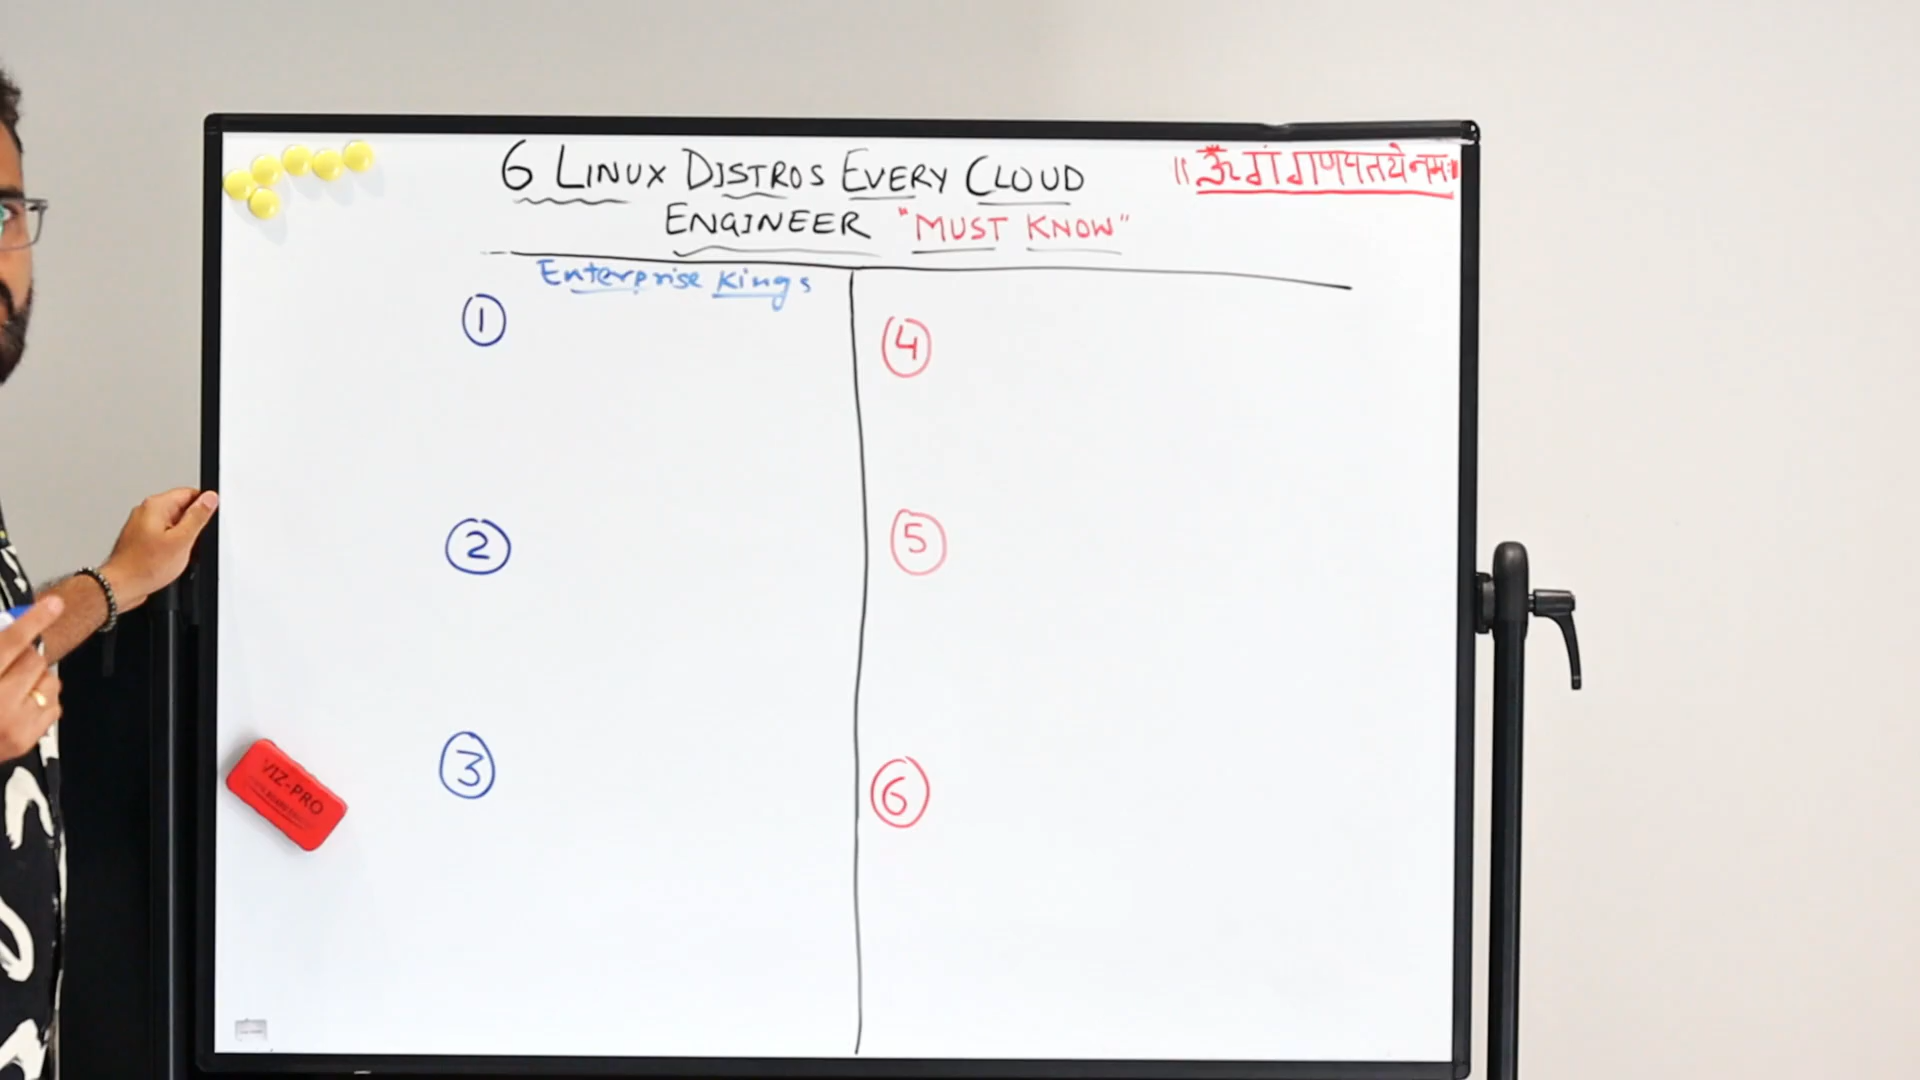 6 LINUX DISTROS EVERY CLOUD
ENGINEER "MUST KNOW"
॥ ॐ गं गणपतये नमः॥
Enterprise Kings
1
2
3
4
5
6
VIZ-PRO